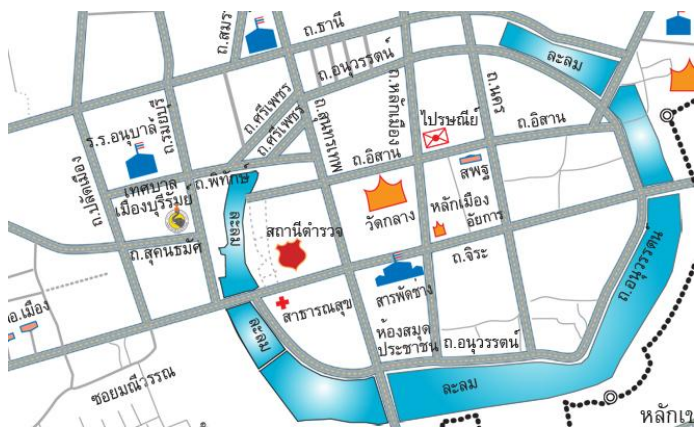 ถ.ธานี
ละลม
ถ.อนุวรรตน์
ถ.ศรีเพชร
ถ.ศรีเพชร
ถ.สุนทรเทพ
ถ.หลักเมือง
ถ.นคร
ไปรษณีย์
ถ.อิสาน
ร.ร.อนุบาล
ถ.รมย์บุรี
ถ.อิสาน
สพฐ
ถ.ปลัดเมือง
เทศบาล
เมืองบุรีรัมย์
ถ.พิทักษ์
ละลม
วัดกลาง
หลักเมือง
อัยการ
สถานีตำรวจ
ถ.สุคนธมัต
ถ.จิระ
ถ.อนุวรรตน์
สารพัดช่าง
สาธารณสุข
อ.เมือง
ละลม
ห้องสมุด
ประชาชน
ถ.อนุวรรตน์
ละลม
ซอยมณีวรรณ